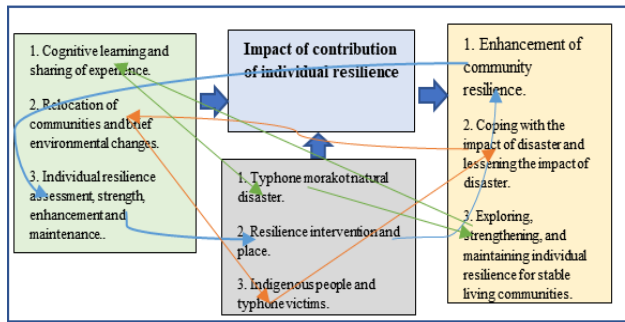 1. Cognitive learning and
sharing of experience.
2. Relocation of
communities and brief
environmental changes.
3. Individual resilience
assessment, strength,
enhancement and
maintenance..
Impact of contribution
of individual resilience
1. Typhone morakot natural
disaster.
2. Resilience intervention and
place.
3. Indigenous people and
typhone victims.
1. Enhancement of
community
resilience.
2. Coping with the
impact of disaster and
lessening the impact of
disaster.
3. Exploring,
strengthening, and
maintaining individual
resilience for stable
living communities.